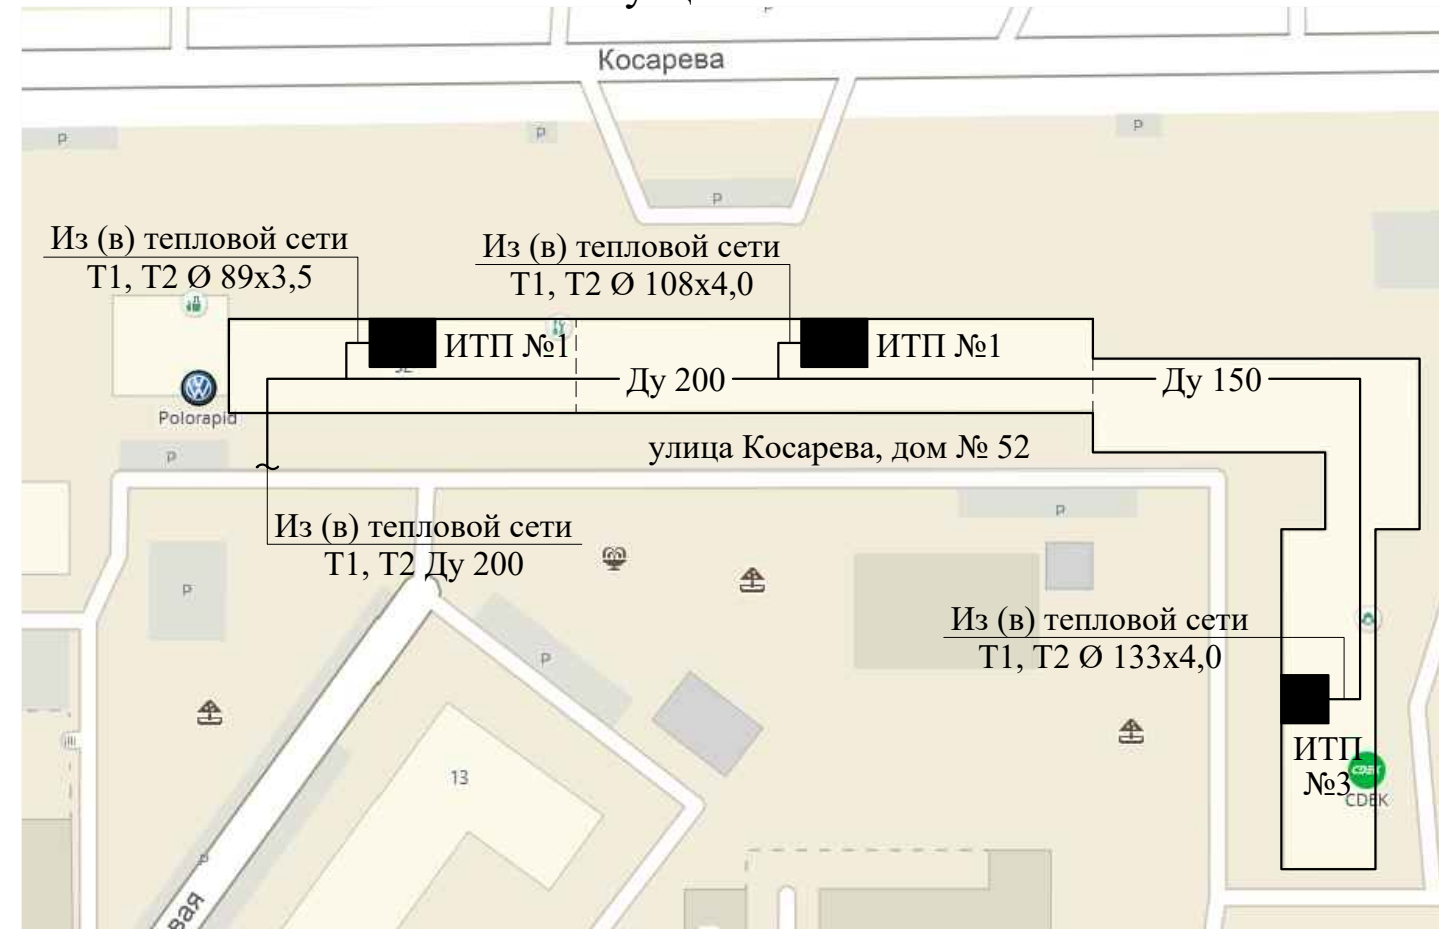 Косарева
P
P
P
P
Из (в) тепловой сети
Т1, Т2 Ø 89х3,5
Из (в) тепловой сети
Т1, Т2 Ø 108х4,0
ИТП №1
ИТП №1
Ду 200
Ду 150
Polorapid
улица Косарева, дом № 52
P
P
Из (в) тепловой сети
Т1, Т2 Ду 200
P
Из (в) тепловой сети
Т1, Т2 Ø 133х4,0
P
ИТП
№3
CDEK
CDEK
13
P
вая